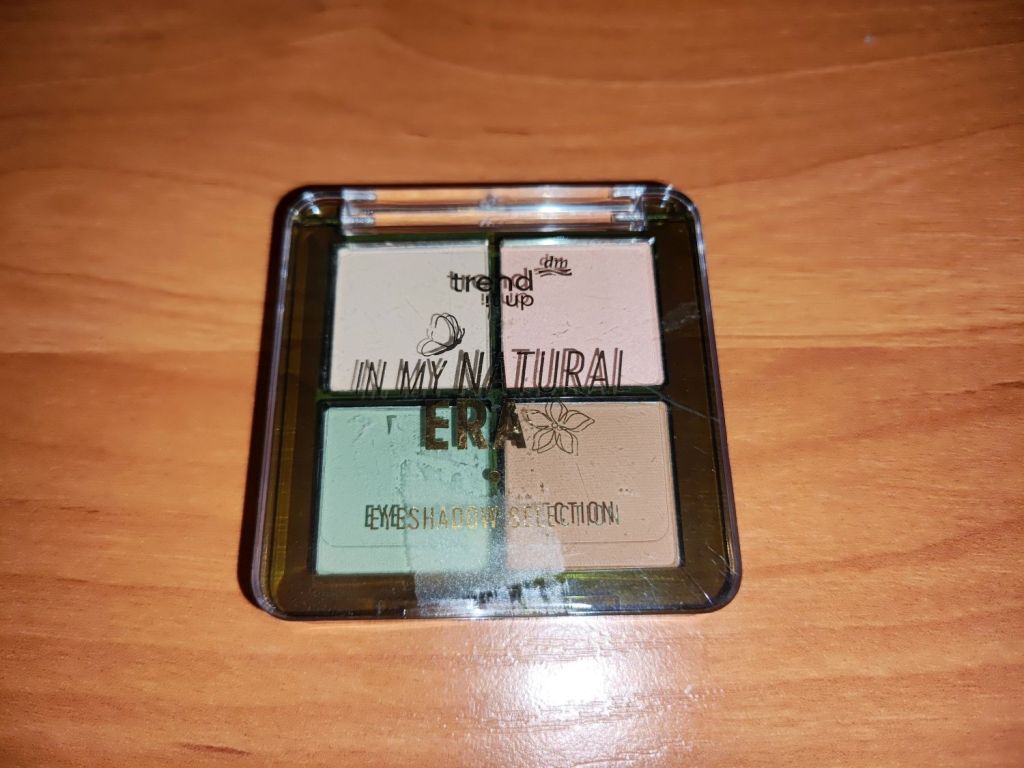 dm
trend
!t up
IN MY NATURAL
ERA
EYESHADOW SELECTION